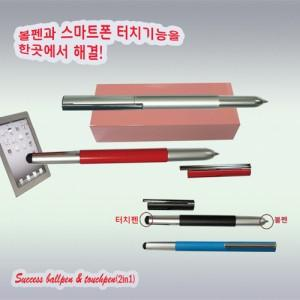 볼펜과 스마트폰 터치기능을
한곳에서 해결!
터치펜
볼펜
Success ballpen & touchpen(2in1)